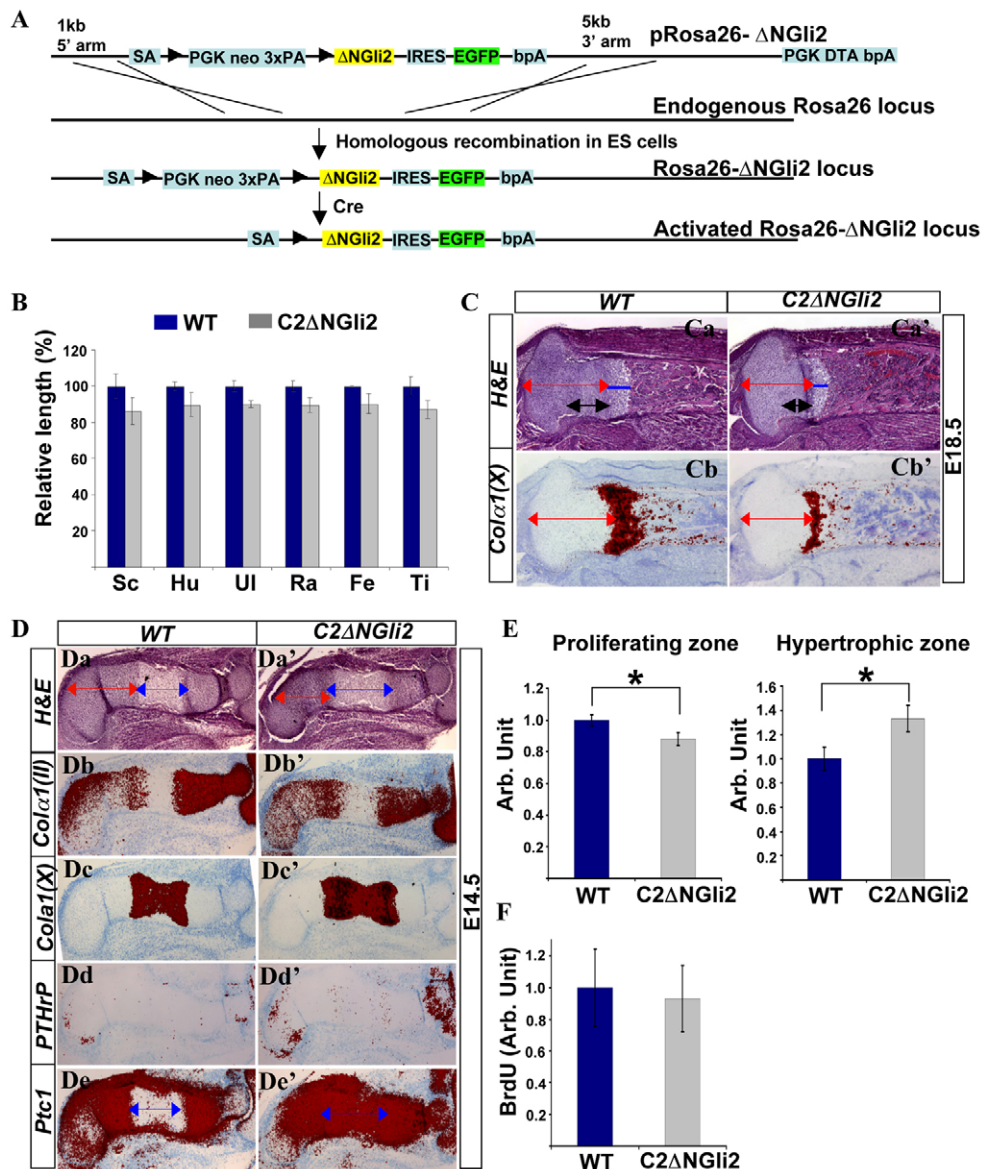 A
1kb
5' arm
5kb
3' arm
pRosa26- ΔNGli2
SA PGK neo 3xPA ΔNGli2 IRES EGFP bpA PGK DTA bpA
Endogenous Rosa26 locus
Homologous recombination in ES cells
SA PGK neo 3xPA ΔNGli2 IRES EGFP bpA Rosa26-ΔNGli2 locus
Cre
SA ΔNGli2 IRES EGFP bpA Activated Rosa26-ΔNGli2 locus
B
WT C2ΔNGli2
Relative length (%)
120
100
80
60
40
20
Sc Hu Ul Ra Fe Ti
C
WT C2ΔNGli2
H&E
Ca Ca'
Colα1(X)
Cb Cb'
E18.5
D
WT C2ΔNGli2
H&E
Da Da'
Colα1(II)
Db Db'
Cola1(X)
Dc Dc'
PTHrP
Dd Dd'
Ptc1
De De'
E14.5
E
Proliferating zone
*
Arb. Unit
1.2
1.0
0.8
0.6
0.4
0.2
WT C2ΔNGli2
Hypertrophic zone
*
Arb. Unit
1.6
1.4
1.2
1.0
0.8
0.6
0.4
0.2
WT C2ΔNGli2
F
BrdU (Arb. Unit)
1.2
1.0
0.8
0.6
0.4
0.2
WT C2ΔNGli2